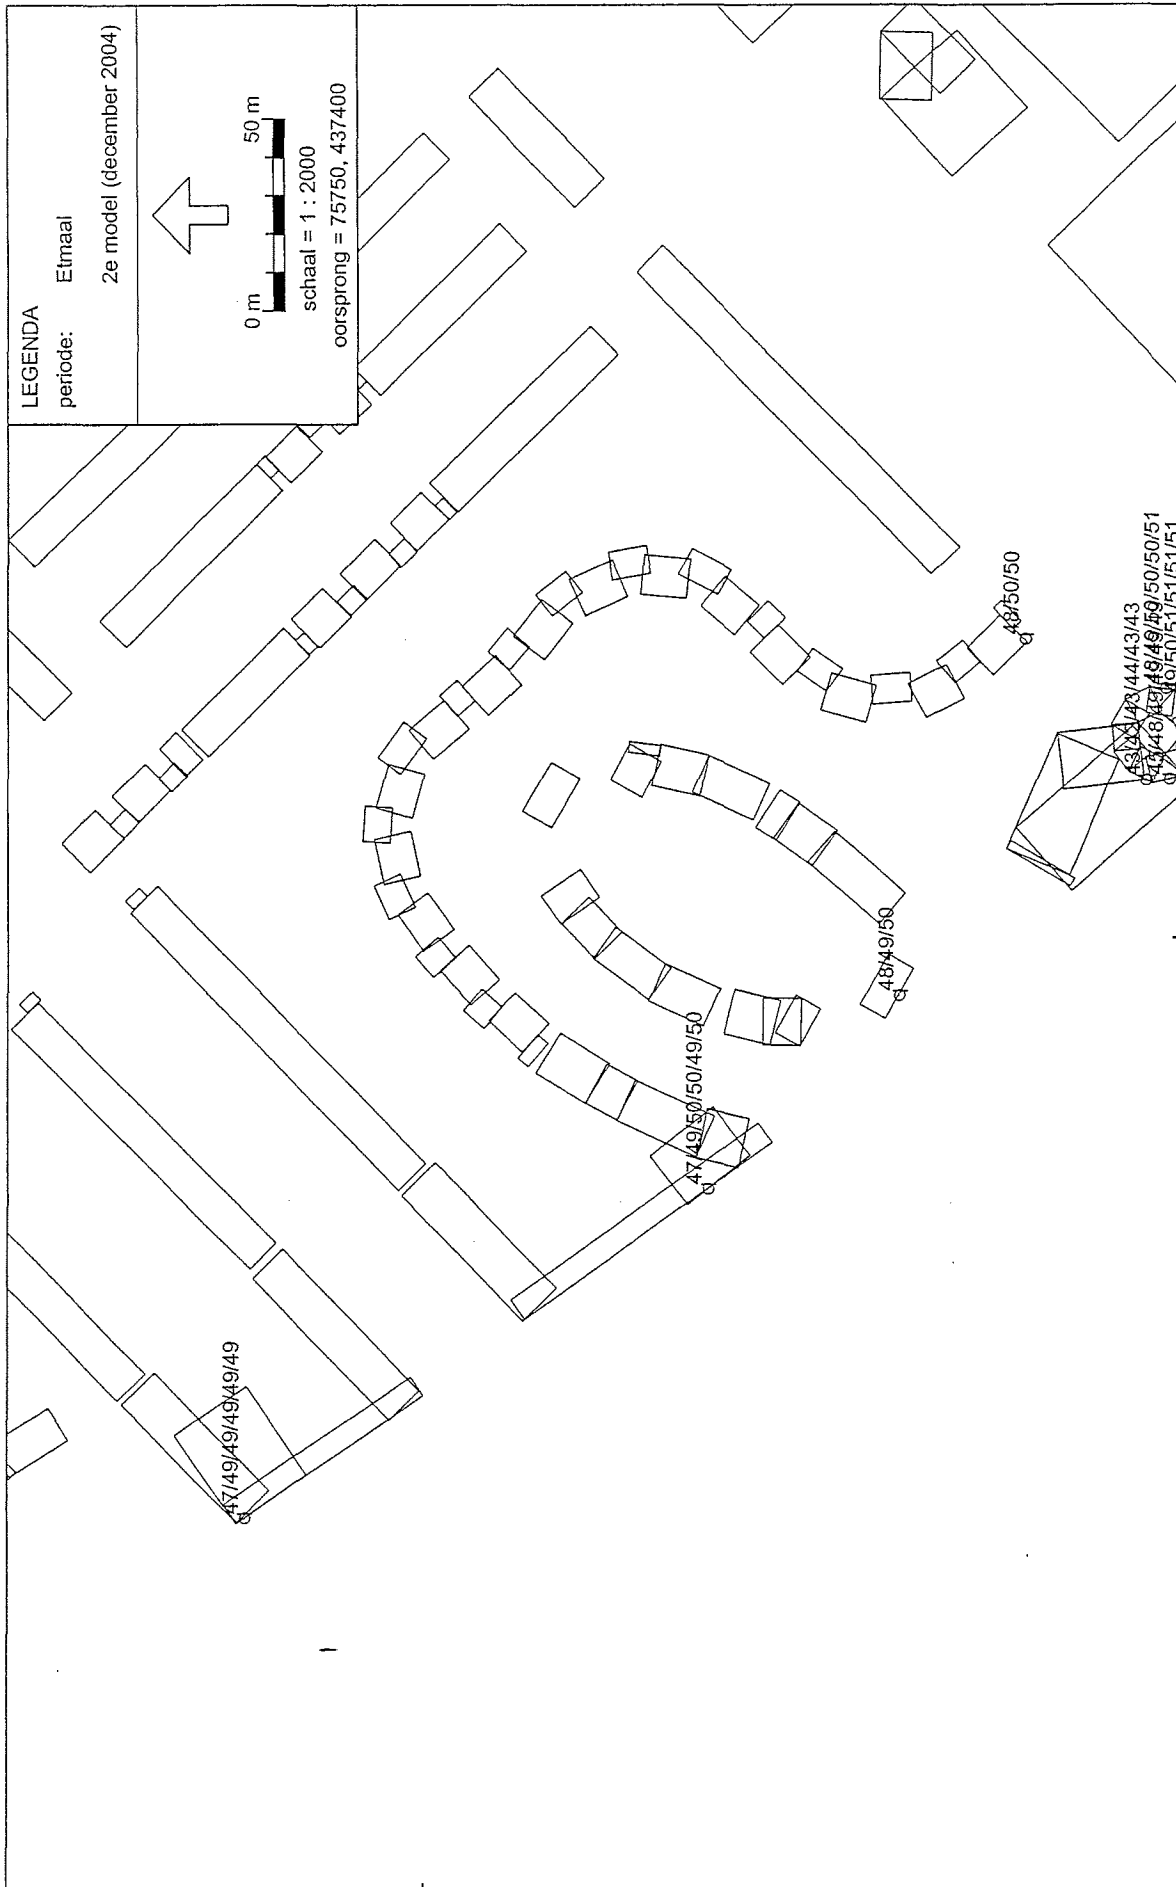 LEGENDA
periode: Etmaal
2e model (december 2004)
0 m 50 m
schaal = 1 : 2000
oorsprong = 75750, 437400
47/49/49/49/49/49
47/49/50/50/49/50
48/49/50
48/50/50
43/43/43/44/43/43